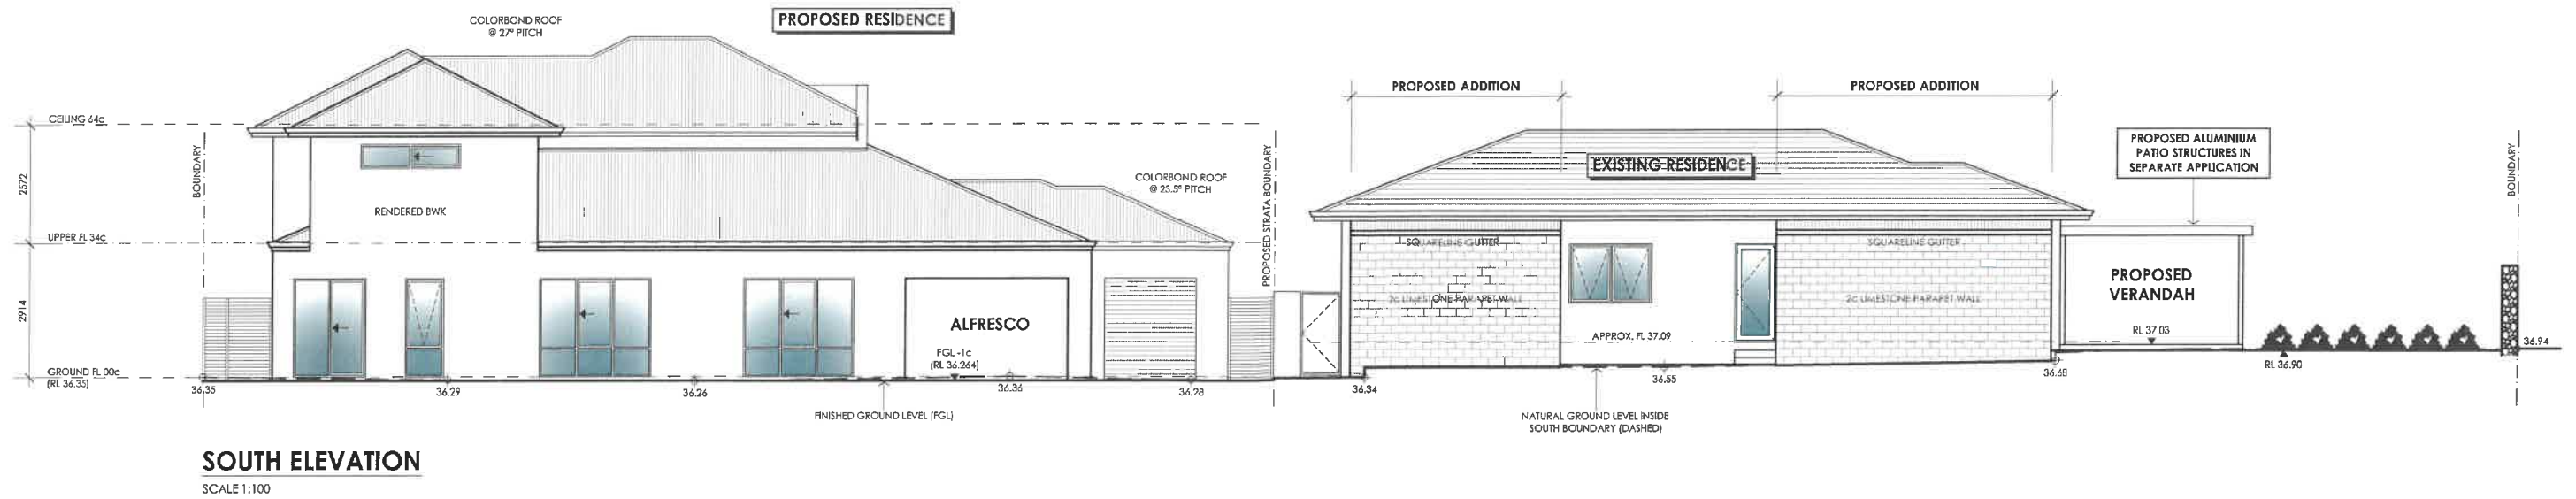 PROPOSED RESIDENCE
COLORBOND ROOF
@ 27° PITCH
PROPOSED ADDITION
PROPOSED ADDITION
CEILING 64c
PROPOSED ALUMINIUM
PATIO STRUCTURES IN
SEPARATE APPLICATION
EXISTING RESIDENCE
BOUNDARY
2572
COLORBOND ROOF
@ 23.5° PITCH
PROPOSED STRATA BOUNDARY
BOUNDARY
RENDERED BWK
UPPER FL 34c
SQUARELINE GUTTER
SQUARELINE GUTTER
2914
PROPOSED
VERANDAH
2c LIMESTONE PARAPET WALL
2c LIMESTONE PARAPET WALL
ALFRESCO
RL 37.03
APPROX. FL 37.09
36.94
FGL -1c
(RL 36.264)
GROUND FL 00c
(RL 36.35)
RL 36.90
36.35
36.29
36.26
36.36
36.28
36.34
36.55
36.68
FINISHED GROUND LEVEL (FGL)
NATURAL GROUND LEVEL INSIDE
SOUTH BOUNDARY (DASHED)
SOUTH ELEVATION
SCALE 1:100